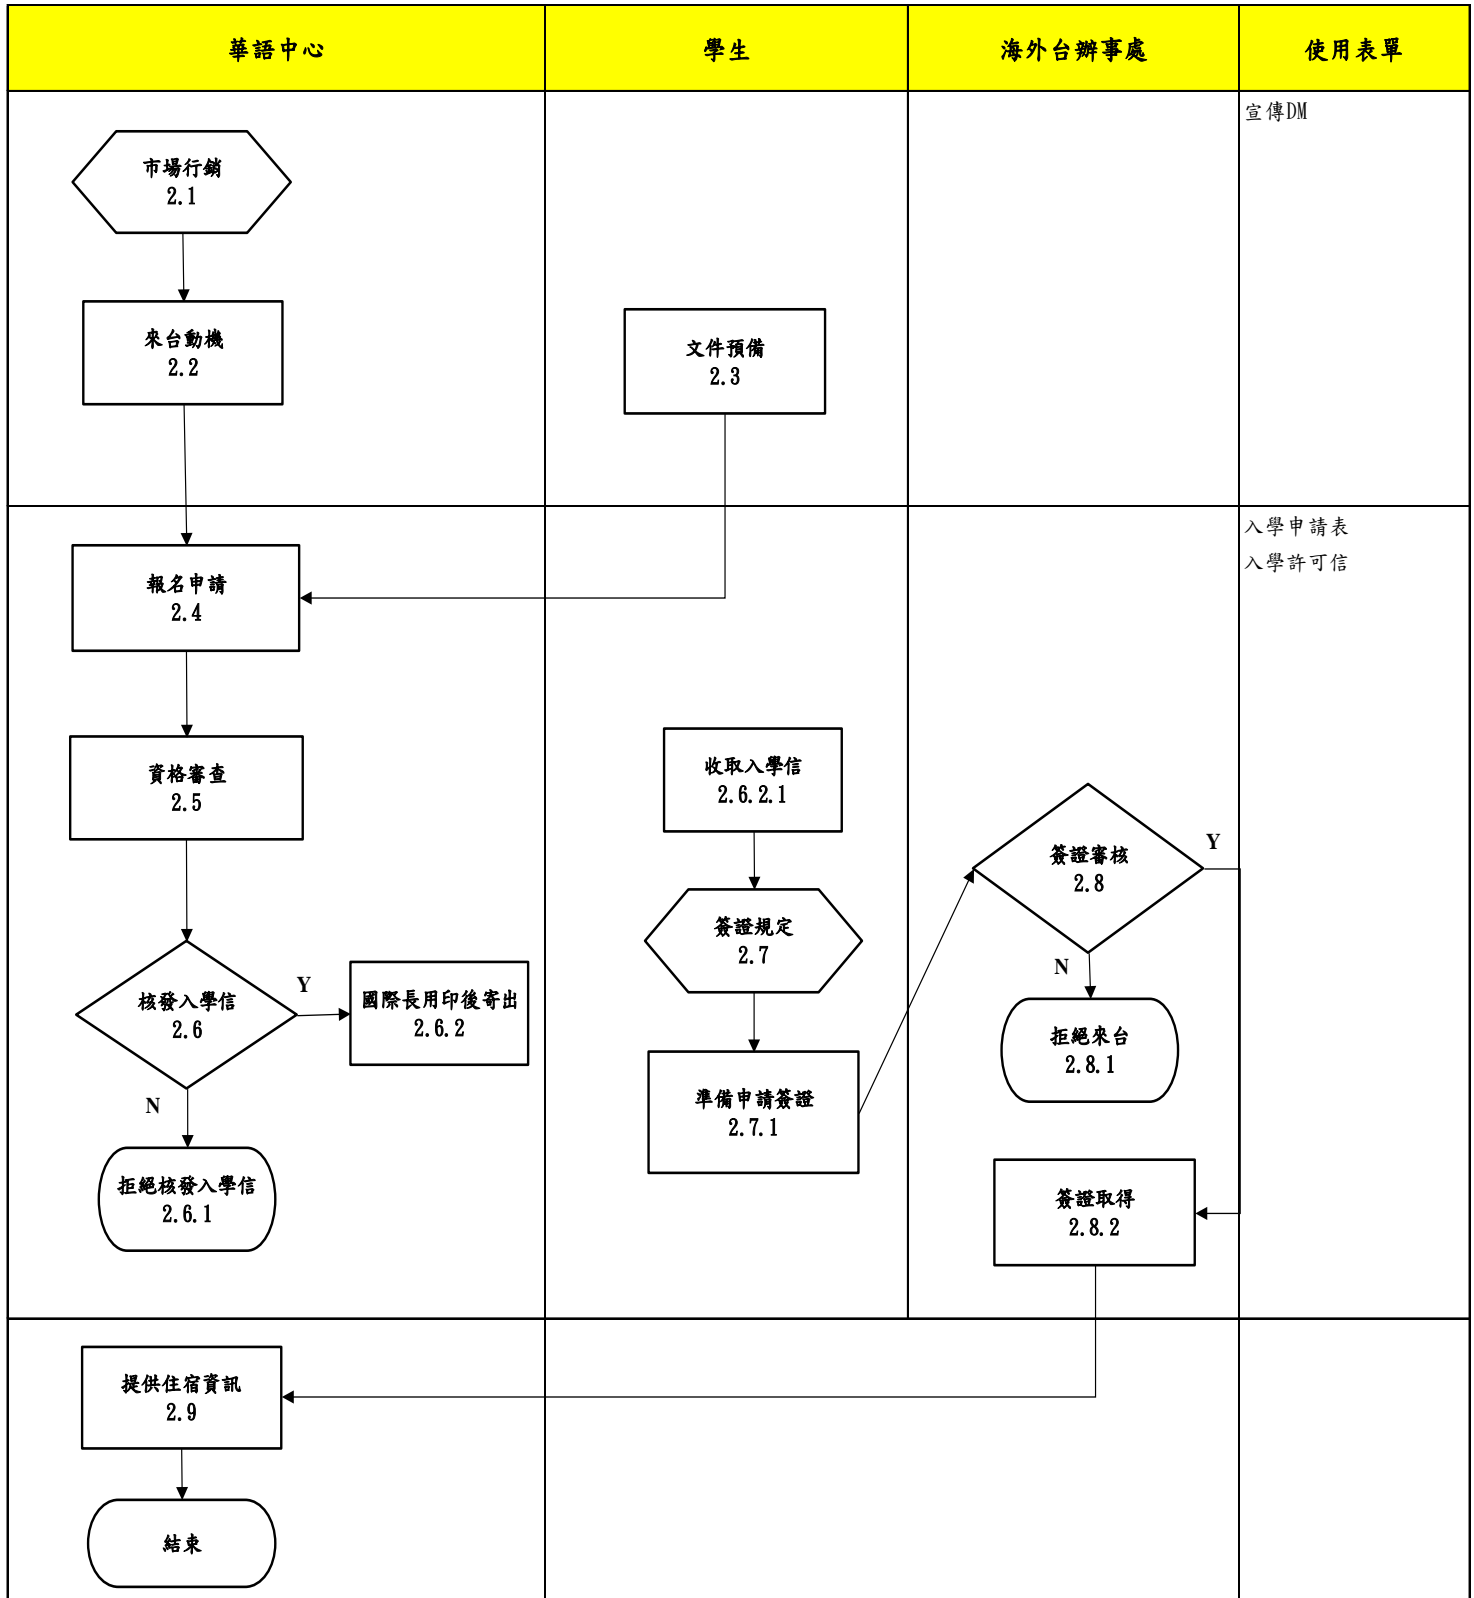 華語中心
學生
海外台辦事處
使用表單
宣傳DM
市場行銷
2.1
來台動機
2.2
文件預備
2.3
入學申請表
入學許可信
報名申請
2.4
資格審查
2.5
收取入學信
2.6.2.1
簽證審核
2.8
Y
N
簽證規定
2.7
核發入學信
2.6
Y
N
國際長用印後寄出
2.6.2
拒絕來台
2.8.1
準備申請簽證
2.7.1
拒絕核發入學信
2.6.1
簽證取得
2.8.2
提供住宿資訊
2.9
結束